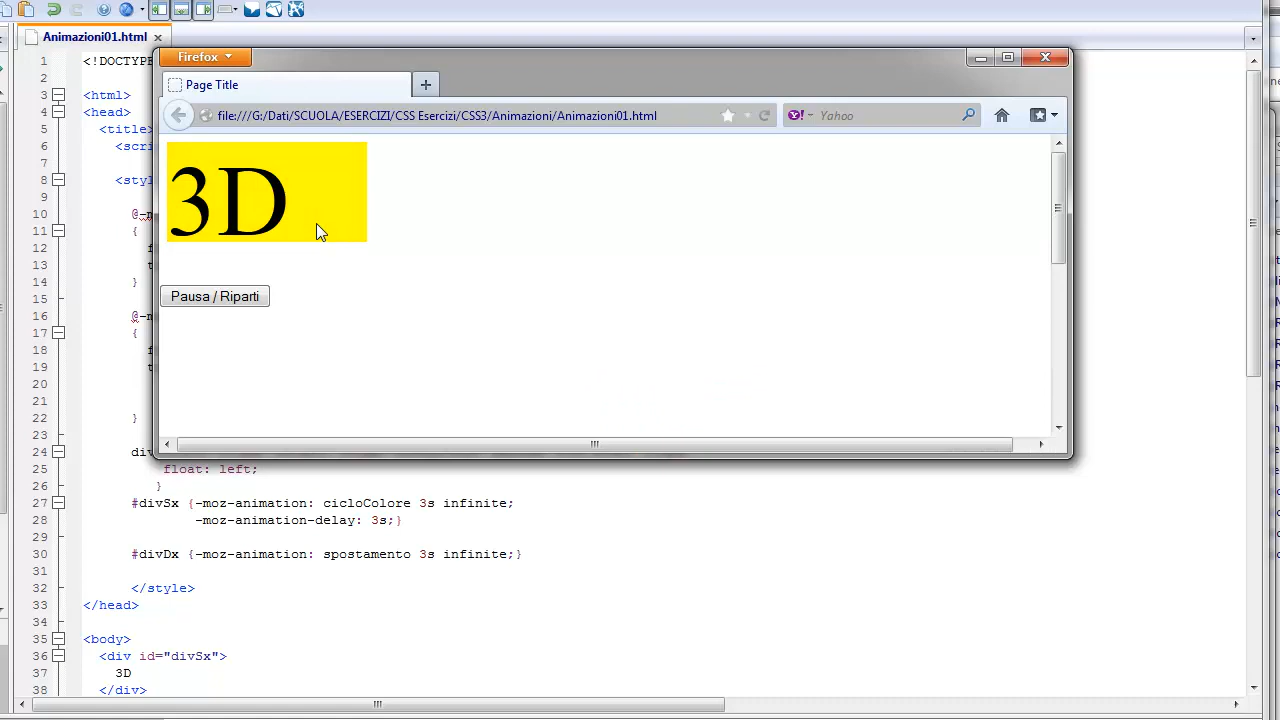 Animazioni01.html
Firefox
Page Title
file:///G:/Dati/SCUOLA/ESERCIZI/CSS Esercizi/CSS3/Animazioni/Animazioni01.html
Yahoo
3D
Pausa / Riparti
1 <!DOCTYPE
2
3 <html>
4 <head>
5 <title>
6 <scr
7
8 <styl
9
10 @-m
11 {
12 f
13 t
14 }
15
16 @-m
17 {
18 f
19 t
20
21
22 }
23
24 div
25 float: left;
26 }
27 #divSx {-moz-animation: cicloColore 3s infinite;
28 -moz-animation-delay: 3s;}
29
30 #divDx {-moz-animation: spostamento 3s infinite;}
31
32 </style>
33 </head>
34
35 <body>
36 <div id="divSx">
37 3D
38 </div>